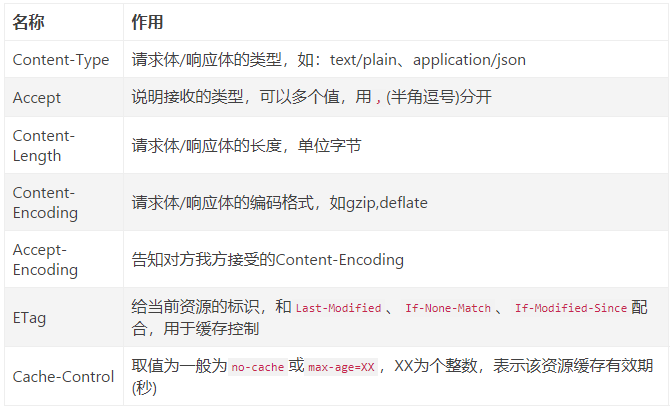 名称 作用
Content-Type 请求体/响应体的类型，如：text/plain、application/json
Accept 说明接收的类型，可以多个值，用 , (半角逗号)分开
Content-
Length 请求体/响应体的长度，单位字节
Content-
Encoding 请求体/响应体的编码格式，如gzip,deflate
Accept-
Encoding 告知对方我方接受的Content-Encoding
ETag 给当前资源的标识，和 Last-Modified 、 If-None-Match 、 If-Modified-Since 配
合，用于缓存控制
Cache-Control 取值为一般为 no-cache 或 max-age=XX ，XX为个整数，表示该资源缓存有效期
(秒)